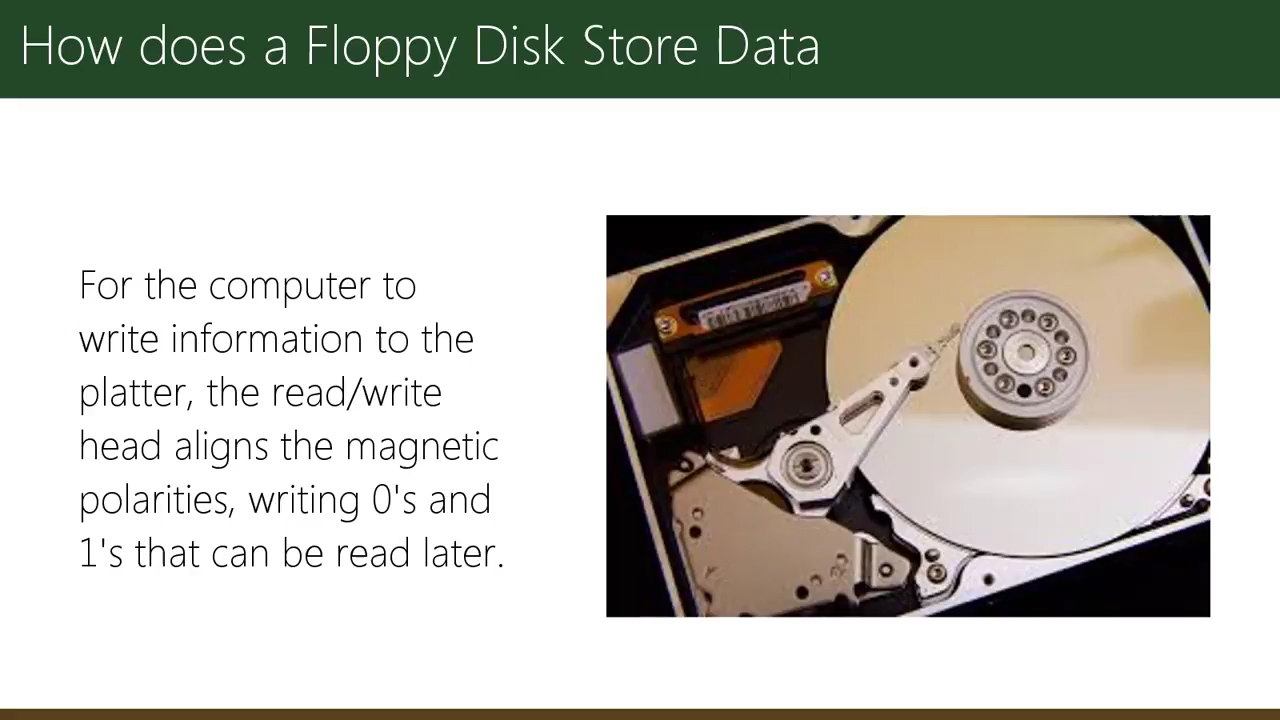 How does a Floppy Disk Store Data
For the computer to
write information to the
platter, the read/write
head aligns the magnetic
polarities, writing 0's and
1's that can be read later.